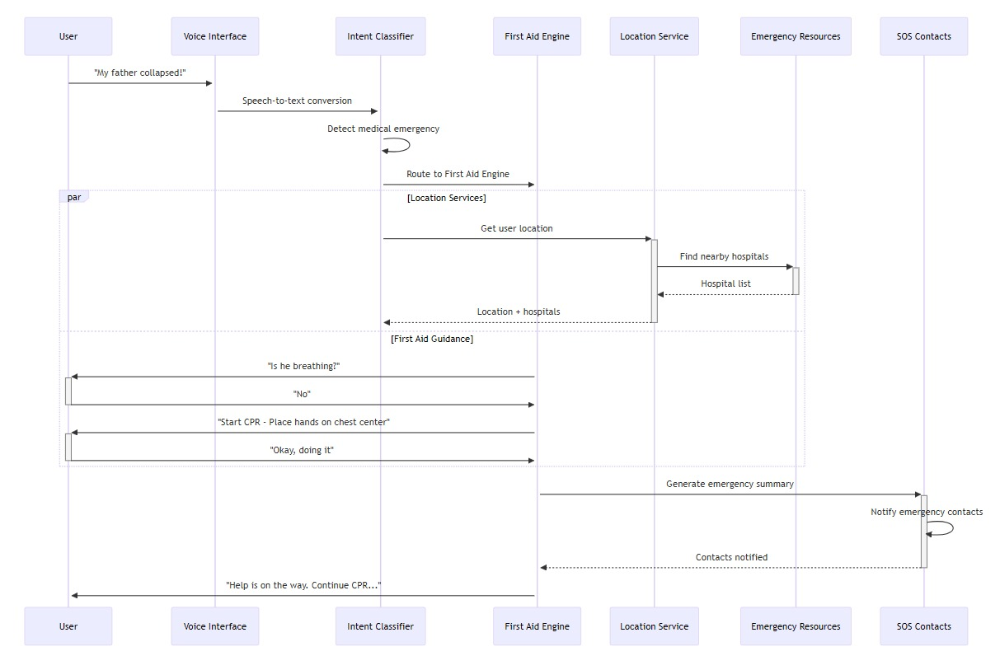 User
Voice Interface
Intent Classifier
First Aid Engine
Location Service
Emergency Resources
SOS Contacts
"My father collapsed!"
Speech-to-text conversion
Detect medical emergency
Route to First Aid Engine
par
[Location Services]
Get user location
Find nearby hospitals
Hospital list
Location + hospitals
[First Aid Guidance]
"Is he breathing?"
"No"
"Start CPR - Place hands on chest center"
"Okay, doing it"
Generate emergency summary
Notify emergency contacts
Contacts notified
"Help is on the way. Continue CPR..."
User
Voice Interface
Intent Classifier
First Aid Engine
Location Service
Emergency Resources
SOS Contacts